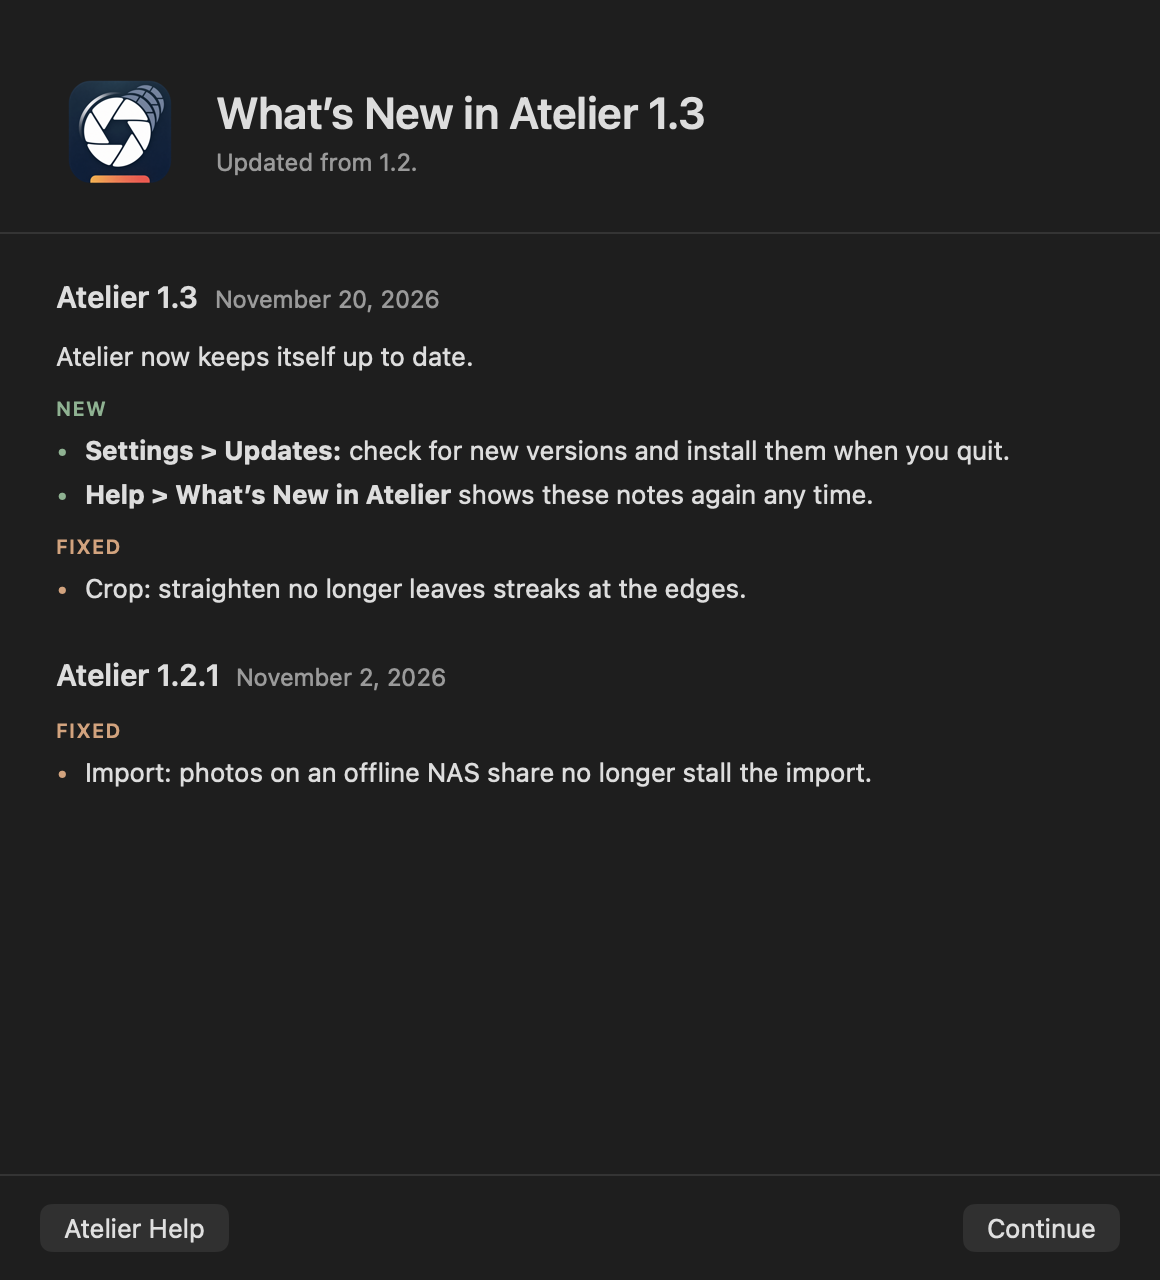 What’s New in Atelier 1.3
Updated from 1.2.
Atelier 1.3 November 20, 2026
Atelier now keeps itself up to date.
NEW
• Settings > Updates: check for new versions and install them when you quit.
• Help > What’s New in Atelier shows these notes again any time.
FIXED
• Crop: straighten no longer leaves streaks at the edges.
Atelier 1.2.1 November 2, 2026
FIXED
• Import: photos on an offline NAS share no longer stall the import.
Atelier Help
Continue